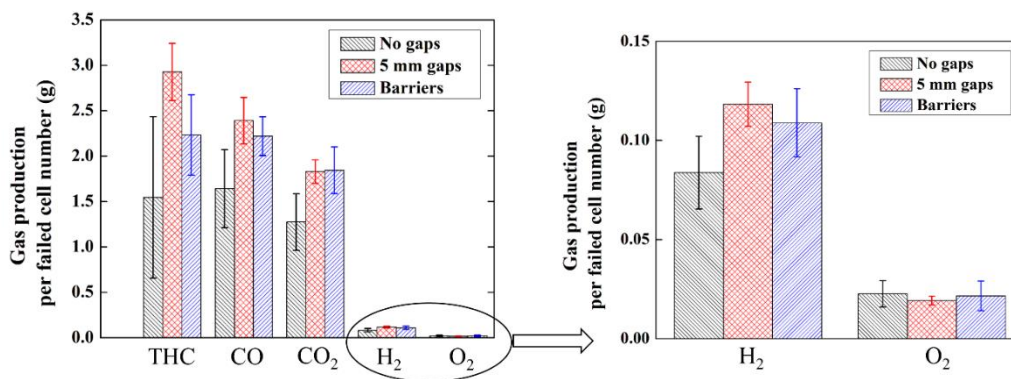 Gas production
per failed cell number (g)
3.5
3.0
2.5
2.0
1.5
1.0
0.5
0.0
No gaps
5 mm gaps
Barriers
THC
CO
CO₂
H₂
O₂
Gas production
per failed cell number (g)
0.15
0.10
0.05
0.00
No gaps
5 mm gaps
Barriers
H₂
O₂